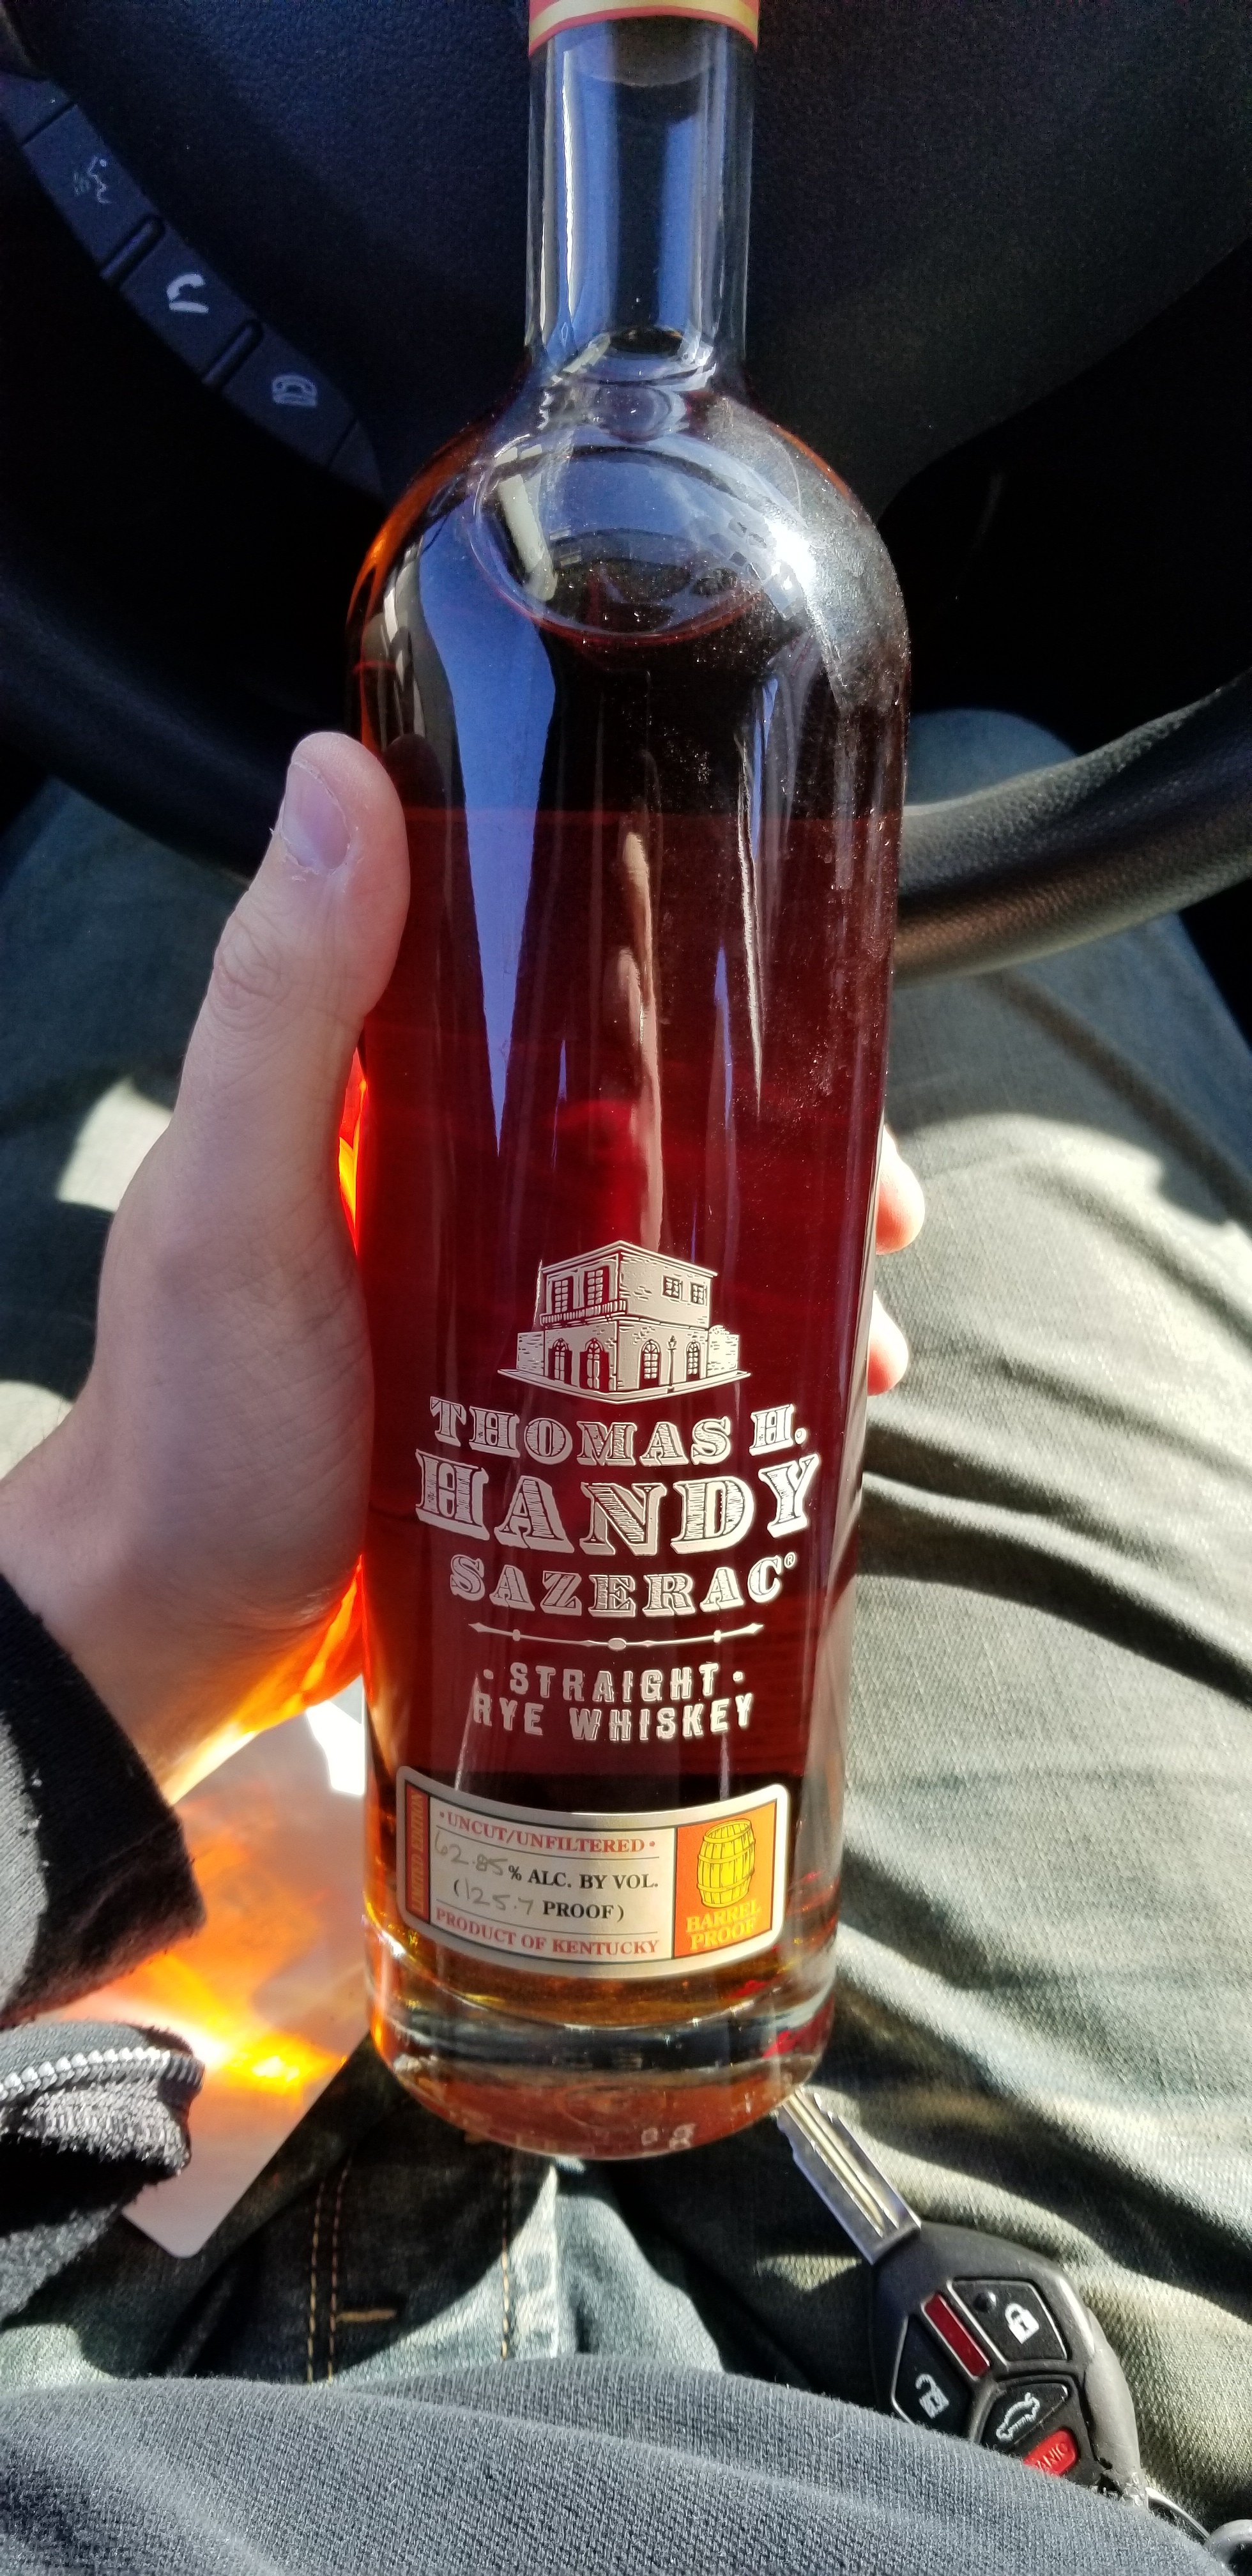 THOMAS H.
HANDY
SAZERAC®
· STRAIGHT ·
RYE WHISKEY
· UNCUT/UNFILTERED ·
62.85% ALC. BY VOL.
(125.7 PROOF)
PRODUCT OF KENTUCKY
BARREL
PROOF
PANIC